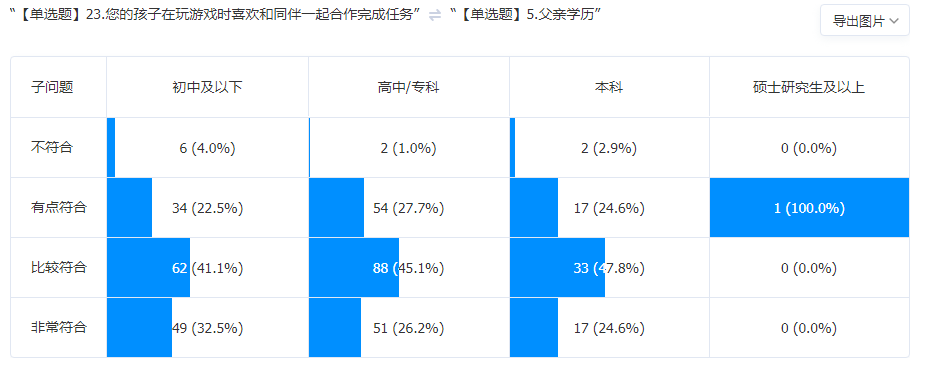 “【单选题】23.您的孩子在玩游戏时喜欢和同伴一起合作完成任务” ⇌ “【单选题】5.父亲学历” 导出图片
子问题 初中及以下 高中/专科 本科 硕士研究生及以上
不符合 6 (4.0%) 2 (1.0%) 2 (2.9%) 0 (0.0%)
有点符合 34 (22.5%) 54 (27.7%) 17 (24.6%) 1 (100.0%)
比较符合 62 (41.1%) 88 (45.1%) 33 (47.8%) 0 (0.0%)
非常符合 49 (32.5%) 51 (26.2%) 17 (24.6%) 0 (0.0%)